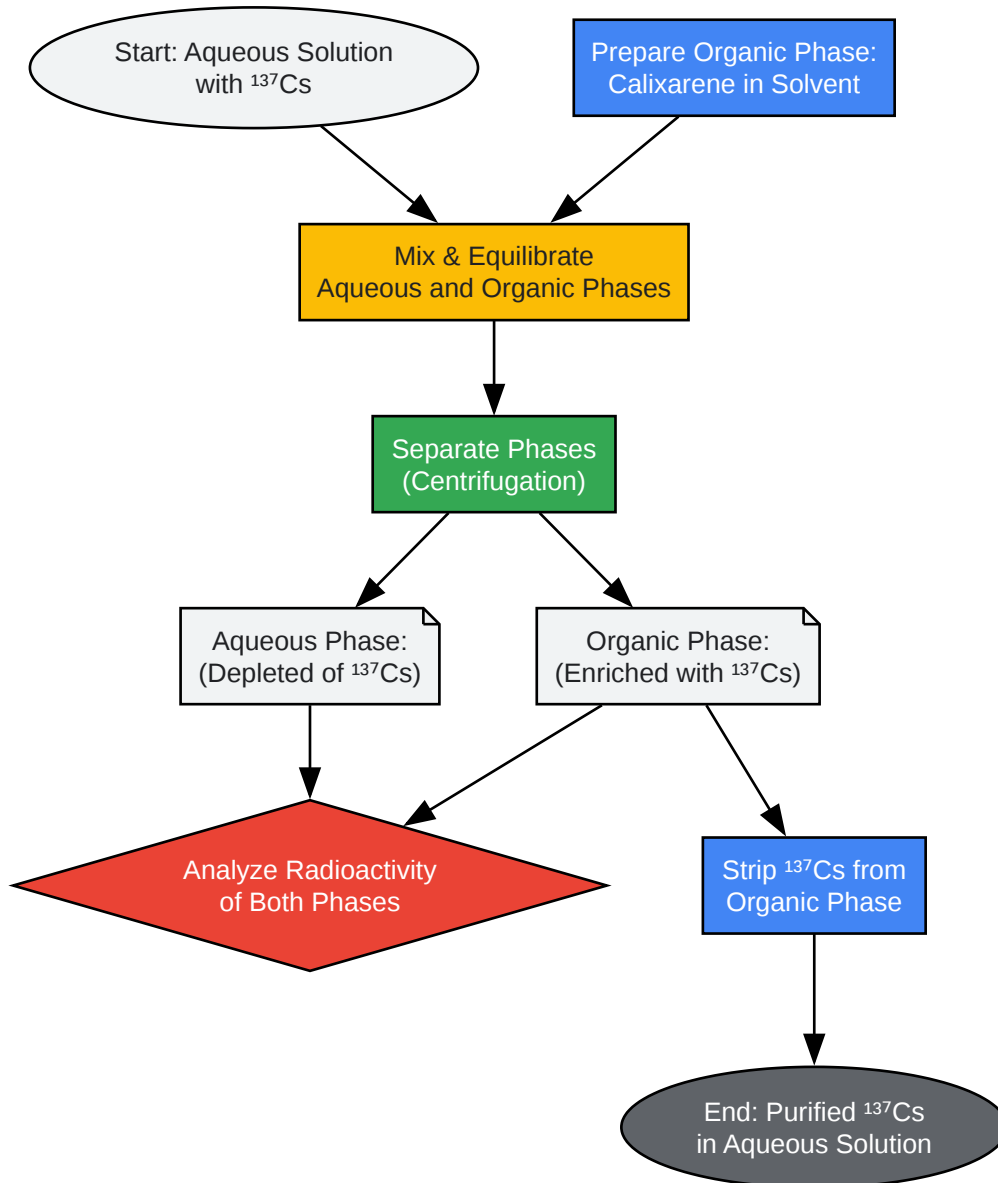 Start: Aqueous Solution
with ¹³⁷Cs
Prepare Organic Phase:
Calixarene in Solvent
Mix & Equilibrate
Aqueous and Organic Phases
Separate Phases
(Centrifugation)
Aqueous Phase:
(Depleted of ¹³⁷Cs)
Organic Phase:
(Enriched with ¹³⁷Cs)
Analyze Radioactivity
of Both Phases
Strip ¹³⁷Cs from
Organic Phase
End: Purified ¹³⁷Cs
in Aqueous Solution